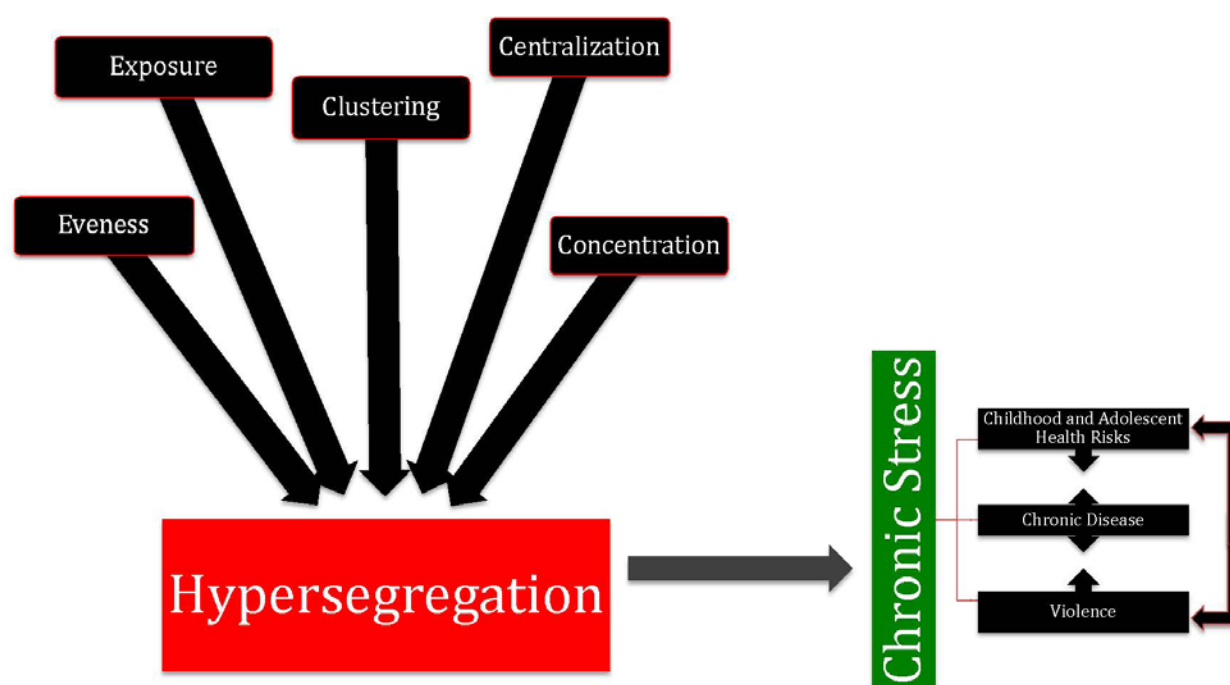 Centralization
Exposure
Clustering
Eveness
Concentration
Hypersegregation
Chronic Stress
Childhood and Adolescent
Health Risks
Chronic Disease
Violence